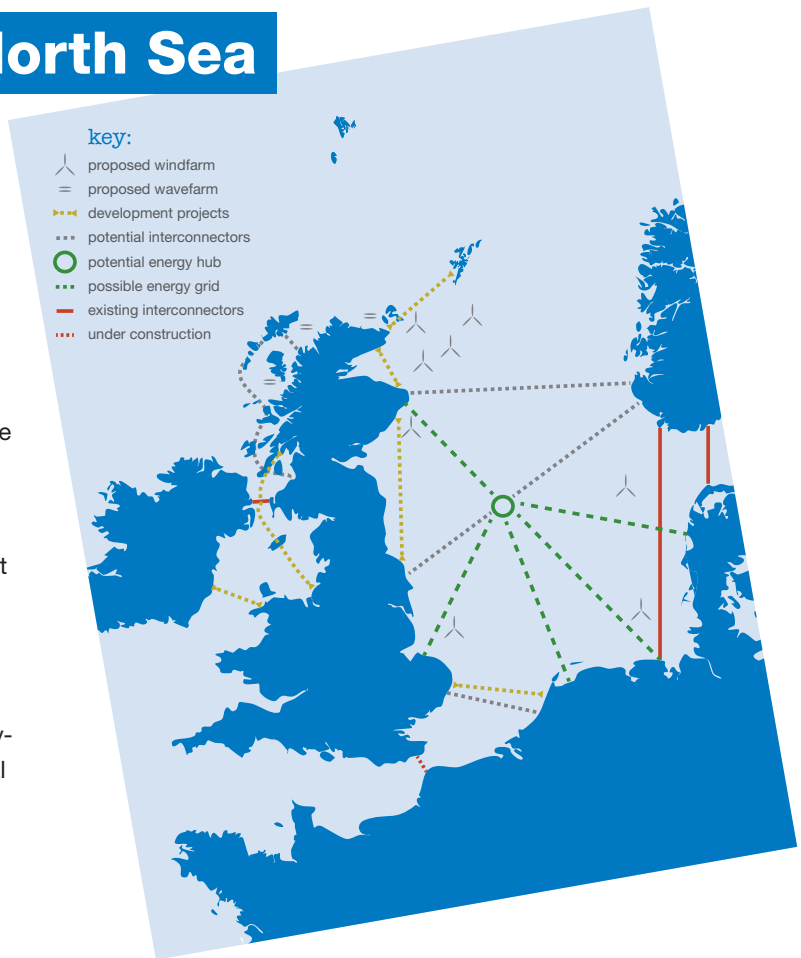 orth Sea
key:
proposed windfarm
proposed wavefarm
development projects
potential interconnectors
potential energy hub
possible energy grid
existing interconnectors
under construction